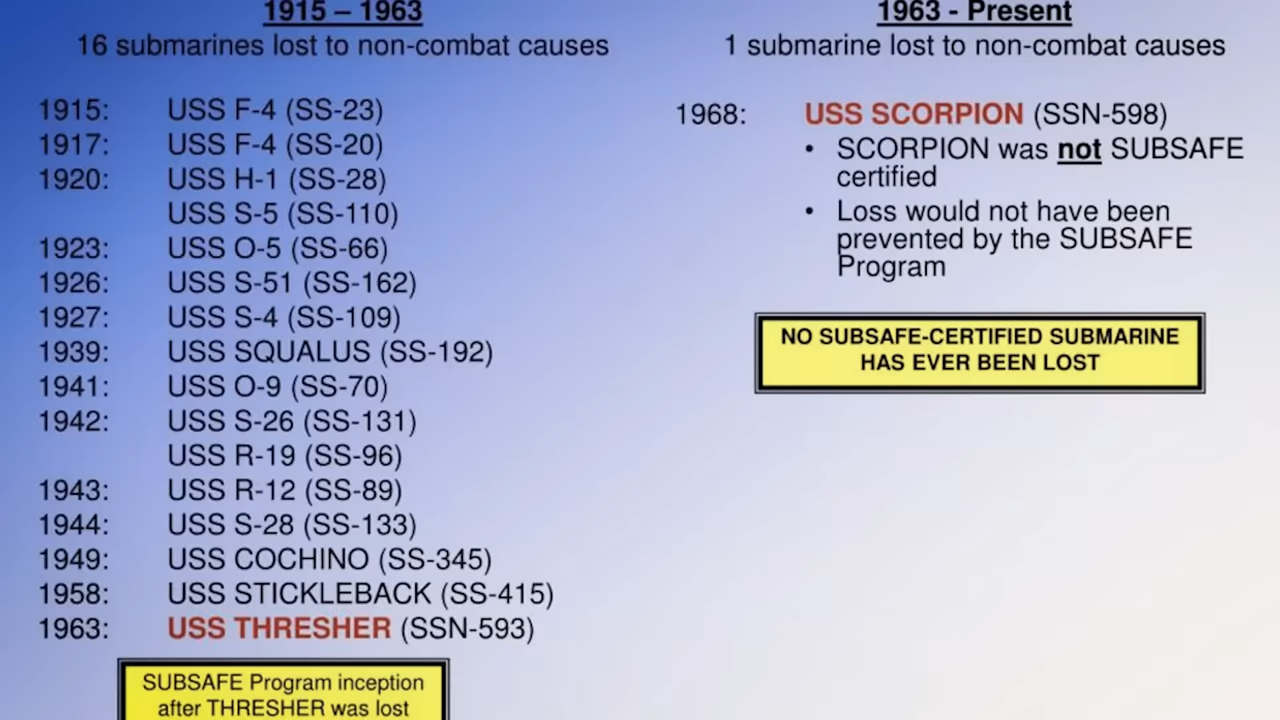 1915 – 1963
16 submarines lost to non-combat causes
1915: USS F-4 (SS-23)
1917: USS F-4 (SS-20)
1920: USS H-1 (SS-28)
USS S-5 (SS-110)
1923: USS O-5 (SS-66)
1926: USS S-51 (SS-162)
1927: USS S-4 (SS-109)
1939: USS SQUALUS (SS-192)
1941: USS O-9 (SS-70)
1942: USS S-26 (SS-131)
USS R-19 (SS-96)
1943: USS R-12 (SS-89)
1944: USS S-28 (SS-133)
1949: USS COCHINO (SS-345)
1958: USS STICKLEBACK (SS-415)
1963: USS THRESHER (SSN-593)
SUBSAFE Program inception
after THRESHER was lost
1963 - Present
1 submarine lost to non-combat causes
1968: USS SCORPION (SSN-598)
• SCORPION was not SUBSAFE
certified
• Loss would not have been
prevented by the SUBSAFE
Program
NO SUBSAFE-CERTIFIED SUBMARINE
HAS EVER BEEN LOST